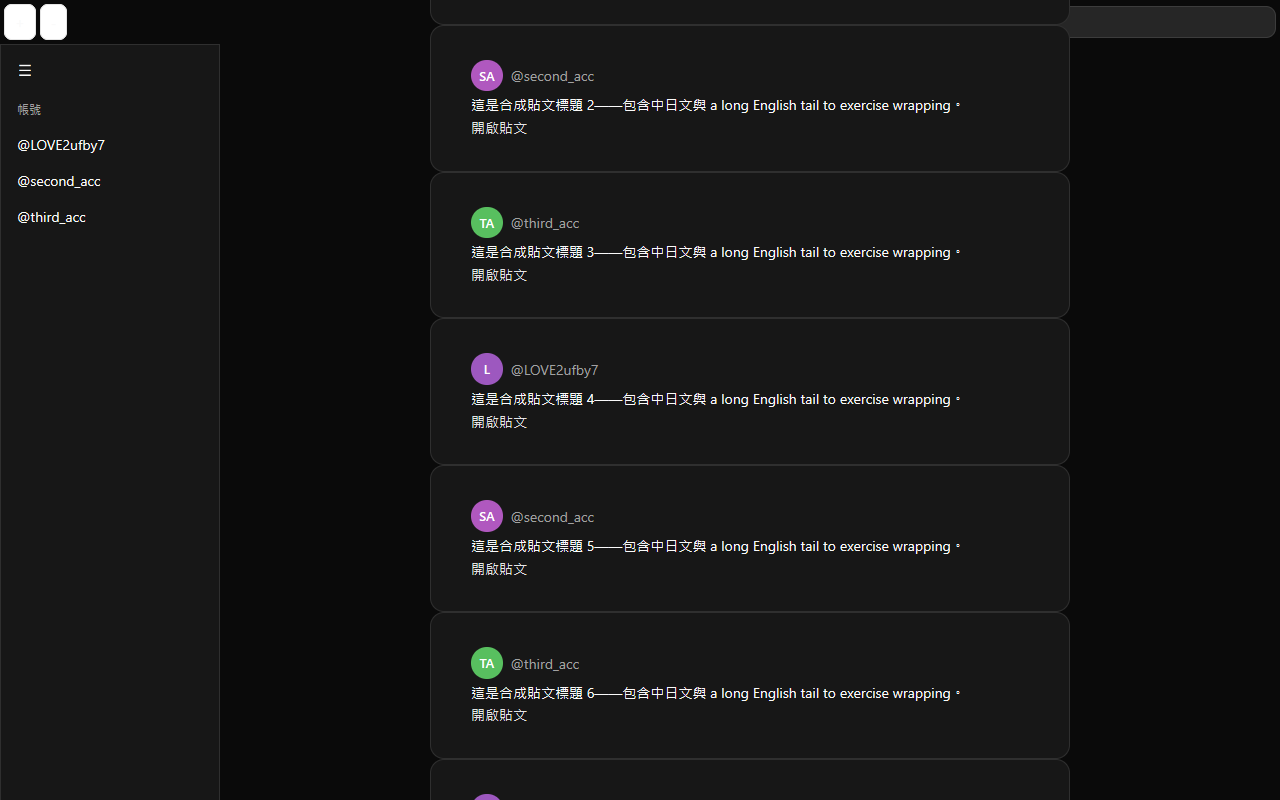 ☰
帳號
@LOVE2ufby7
@second_acc
@third_acc
SA @second_acc
這是合成貼文標題 2——包含中日文與 a long English tail to exercise wrapping。
開啟貼文
TA @third_acc
這是合成貼文標題 3——包含中日文與 a long English tail to exercise wrapping。
開啟貼文
L @LOVE2ufby7
這是合成貼文標題 4——包含中日文與 a long English tail to exercise wrapping。
開啟貼文
SA @second_acc
這是合成貼文標題 5——包含中日文與 a long English tail to exercise wrapping。
開啟貼文
TA @third_acc
這是合成貼文標題 6——包含中日文與 a long English tail to exercise wrapping。
開啟貼文